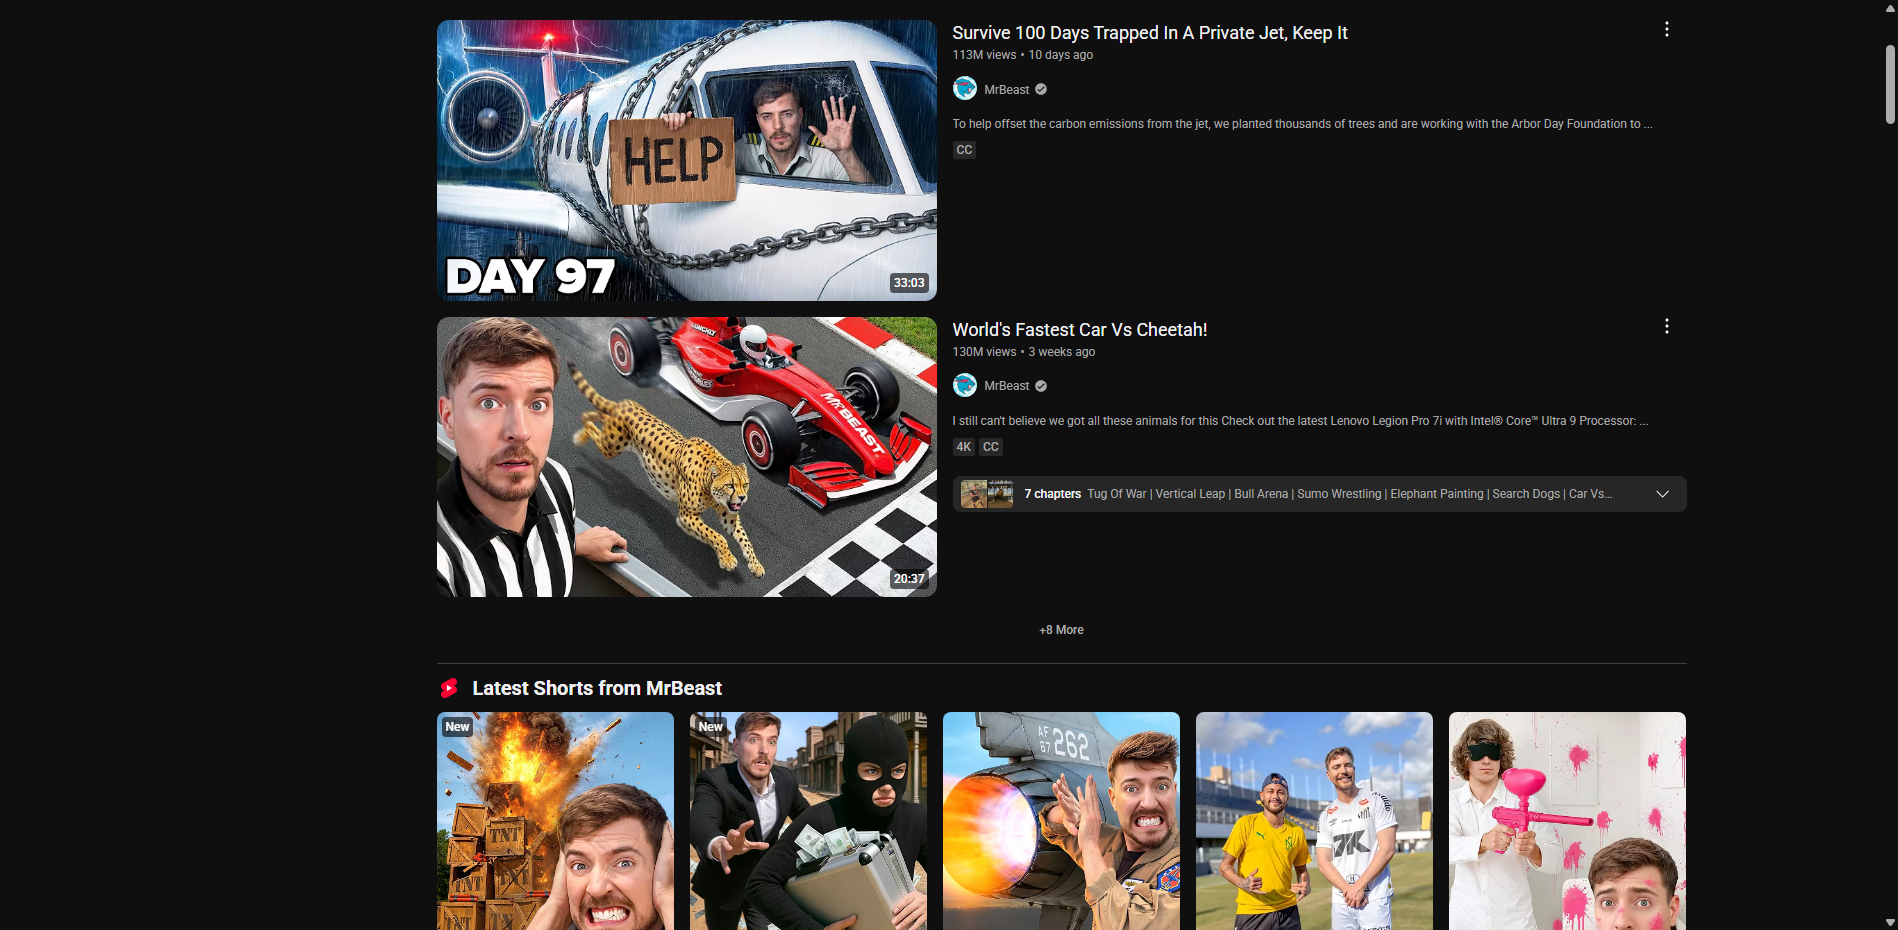 HELP
DAY 97
33:03
Survive 100 Days Trapped In A Private Jet, Keep It
113M views • 10 days ago
MrBeast
To help offset the carbon emissions from the jet, we planted thousands of trees and are working with the Arbor Day Foundation to ...
CC
LUNCHLY
MRBEAST
20:37
World's Fastest Car Vs Cheetah!
130M views • 3 weeks ago
MrBeast
I still can't believe we got all these animals for this Check out the latest Lenovo Legion Pro 7i with Intel® Core™ Ultra 9 Processor: ...
4K CC
7 chapters Tug Of War | Vertical Leap | Bull Arena | Sumo Wrestling | Elephant Painting | Search Dogs | Car Vs...
+8 More
Latest Shorts from MrBeast
New
TNT
TNT
TNT
New
AF
87 262
7K